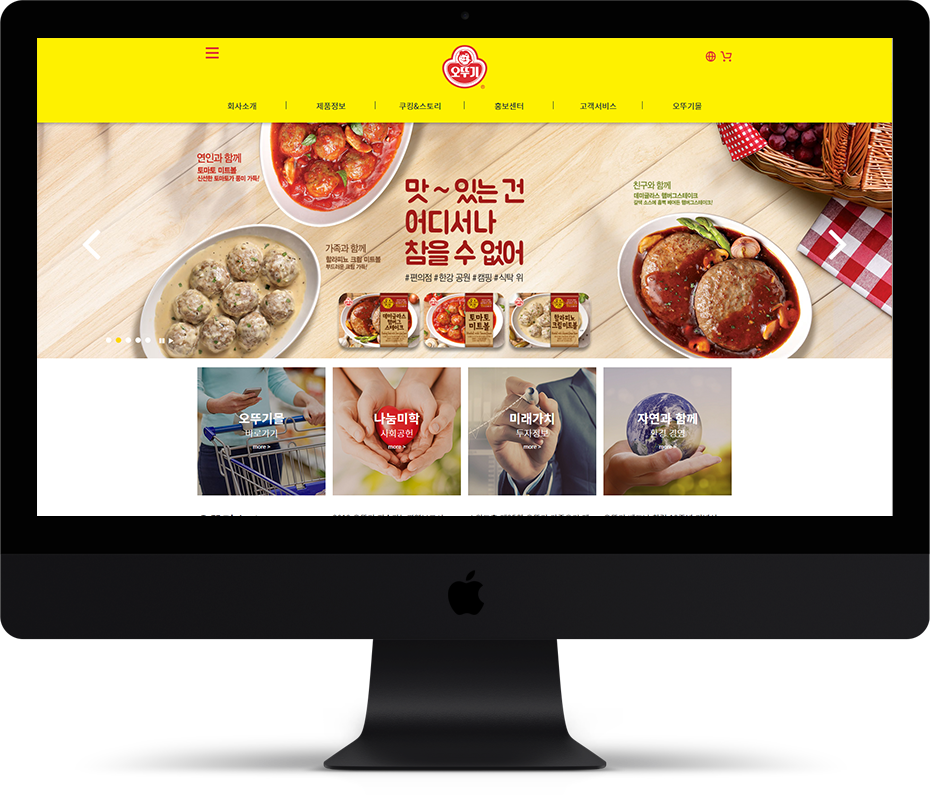 오뚜기
회사소개
제품정보
쿠킹&스토리
홍보센터
고객서비스
오뚜기몰
연인과 함께
토마토 미트볼
신선한 토마토가 듬뿍 가득!
맛~있는 건
어디서나
참을 수 없어
#편의점 #한강 공원 #캠핑 #식탁 위
가족과 함께
할라피뇨 크림 미트볼
부드러운 크림 가득!
친구와 함께
데미글라스 햄버그스테이크
데미글라스
햄버그
스테이크
토마토
미트볼
할라피뇨
크림미트볼
오뚜기몰
바로가기
more >
나눔미학
사회공헌
more >
미래가치
투자정보
more >
자연과 함께
환경 경영
more >